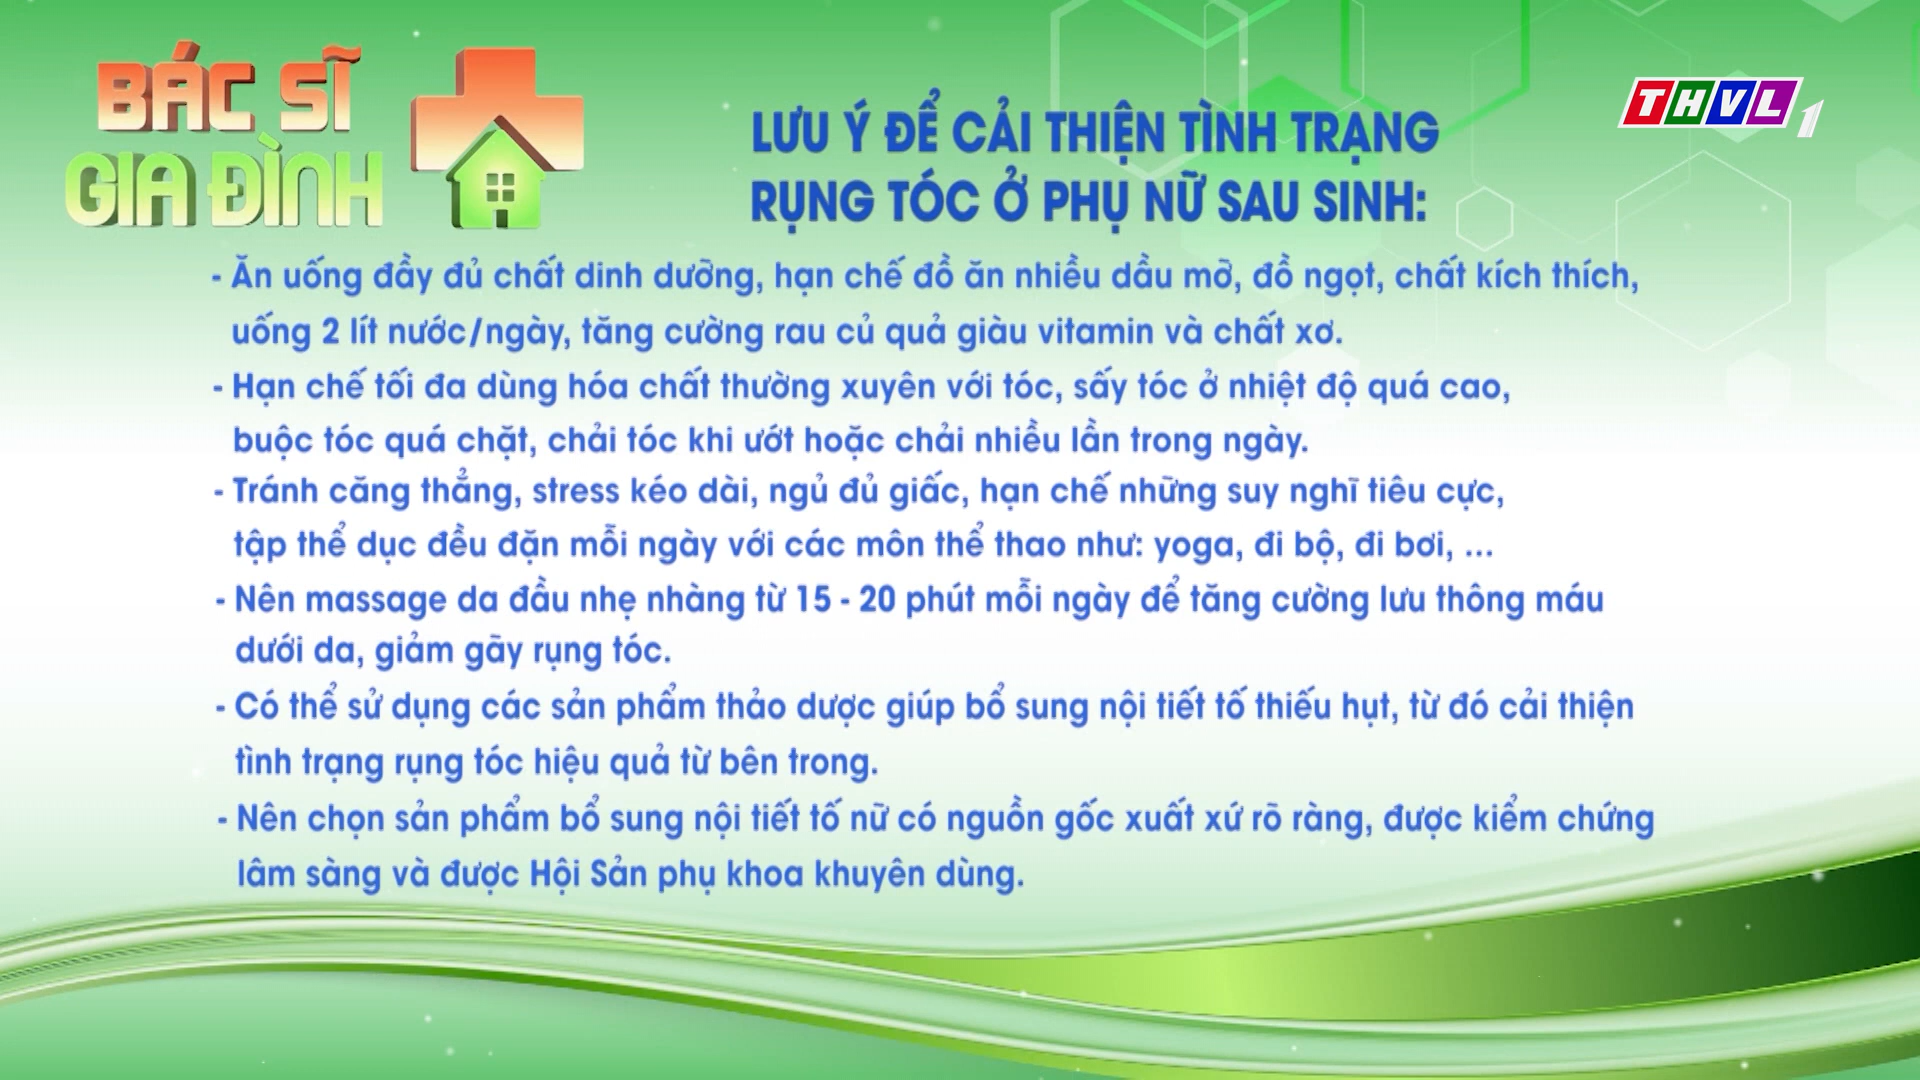 BÁC SĨ
GIA ĐÌNH
THVL 1
LƯU Ý ĐỂ CẢI THIỆN TÌNH TRẠNG
RỤNG TÓC Ở PHỤ NỮ SAU SINH:
- Ăn uống đầy đủ chất dinh dưỡng, hạn chế đồ ăn nhiều dầu mỡ, đồ ngọt, chất kích thích,
uống 2 lít nước/ngày, tăng cường rau củ quả giàu vitamin và chất xơ.
- Hạn chế tối đa dùng hóa chất thường xuyên với tóc, sấy tóc ở nhiệt độ quá cao,
buộc tóc quá chặt, chải tóc khi ướt hoặc chải nhiều lần trong ngày.
- Tránh căng thẳng, stress kéo dài, ngủ đủ giấc, hạn chế những suy nghĩ tiêu cực,
tập thể dục đều đặn mỗi ngày với các môn thể thao như: yoga, đi bộ, đi bơi, ...
- Nên massage da đầu nhẹ nhàng từ 15 - 20 phút mỗi ngày để tăng cường lưu thông máu
dưới da, giảm gãy rụng tóc.
- Có thể sử dụng các sản phẩm thảo dược giúp bổ sung nội tiết tố thiếu hụt, từ đó cải thiện
tình trạng rụng tóc hiệu quả từ bên trong.
- Nên chọn sản phẩm bổ sung nội tiết tố nữ có nguồn gốc xuất xứ rõ ràng, được kiểm chứng
lâm sàng và được Hội Sản phụ khoa khuyên dùng.